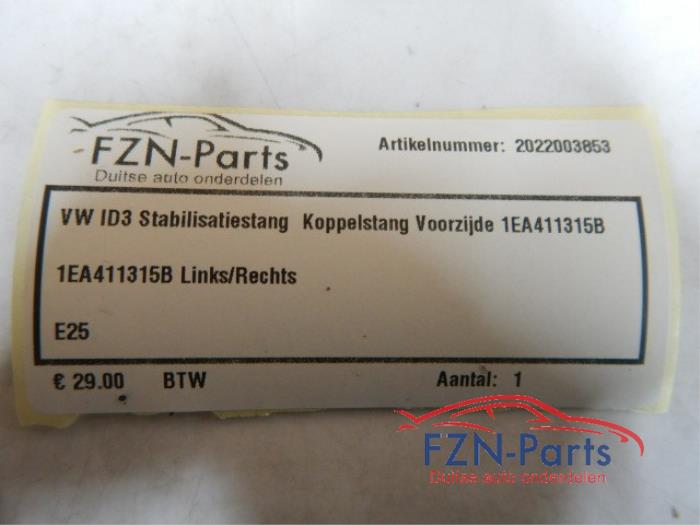 FZN-Parts
Duitse auto onderdelen
Artikelnummer: 2022003853
VW ID3 Stabilisatiestang Koppelstang Voorzijde 1EA411315B
1EA411315B Links/Rechts
E25
€ 29.00 BTW Aantal: 1
FZN-Parts
Duitse auto onderdelen